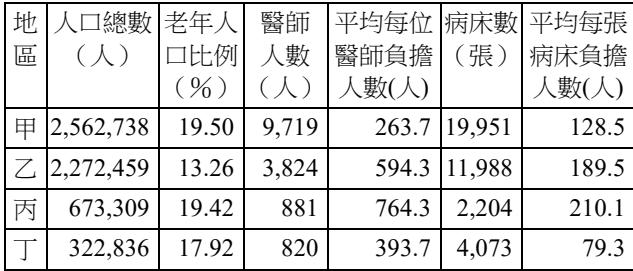 地區 人口總數（人） 老年人口比例（％） 醫師人數（人） 平均每位醫師負擔人數(人) 病床數（張） 平均每張病床負擔人數(人)
甲 2,562,738 19.50 9,719 263.7 19,951 128.5
乙 2,272,459 13.26 3,824 594.3 11,988 189.5
丙 673,309 19.42 881 764.3 2,204 210.1
丁 322,836 17.92 820 393.7 4,073 79.3